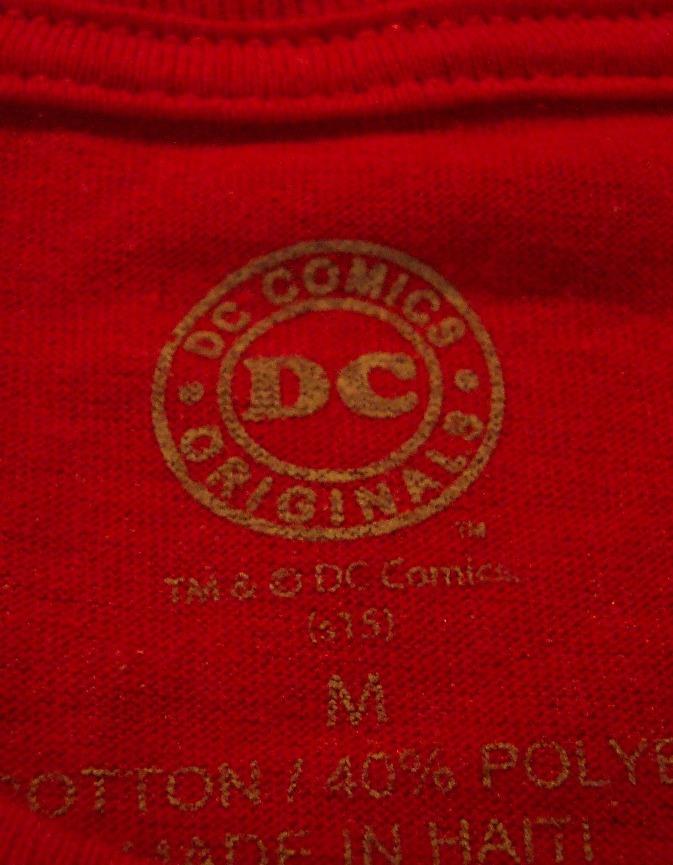 DC COMICS
DC
ORIGINALS
TM
TM & © DC Comics.
(s15)
M
COTTON / 40% POLYE
MADE IN HAITI